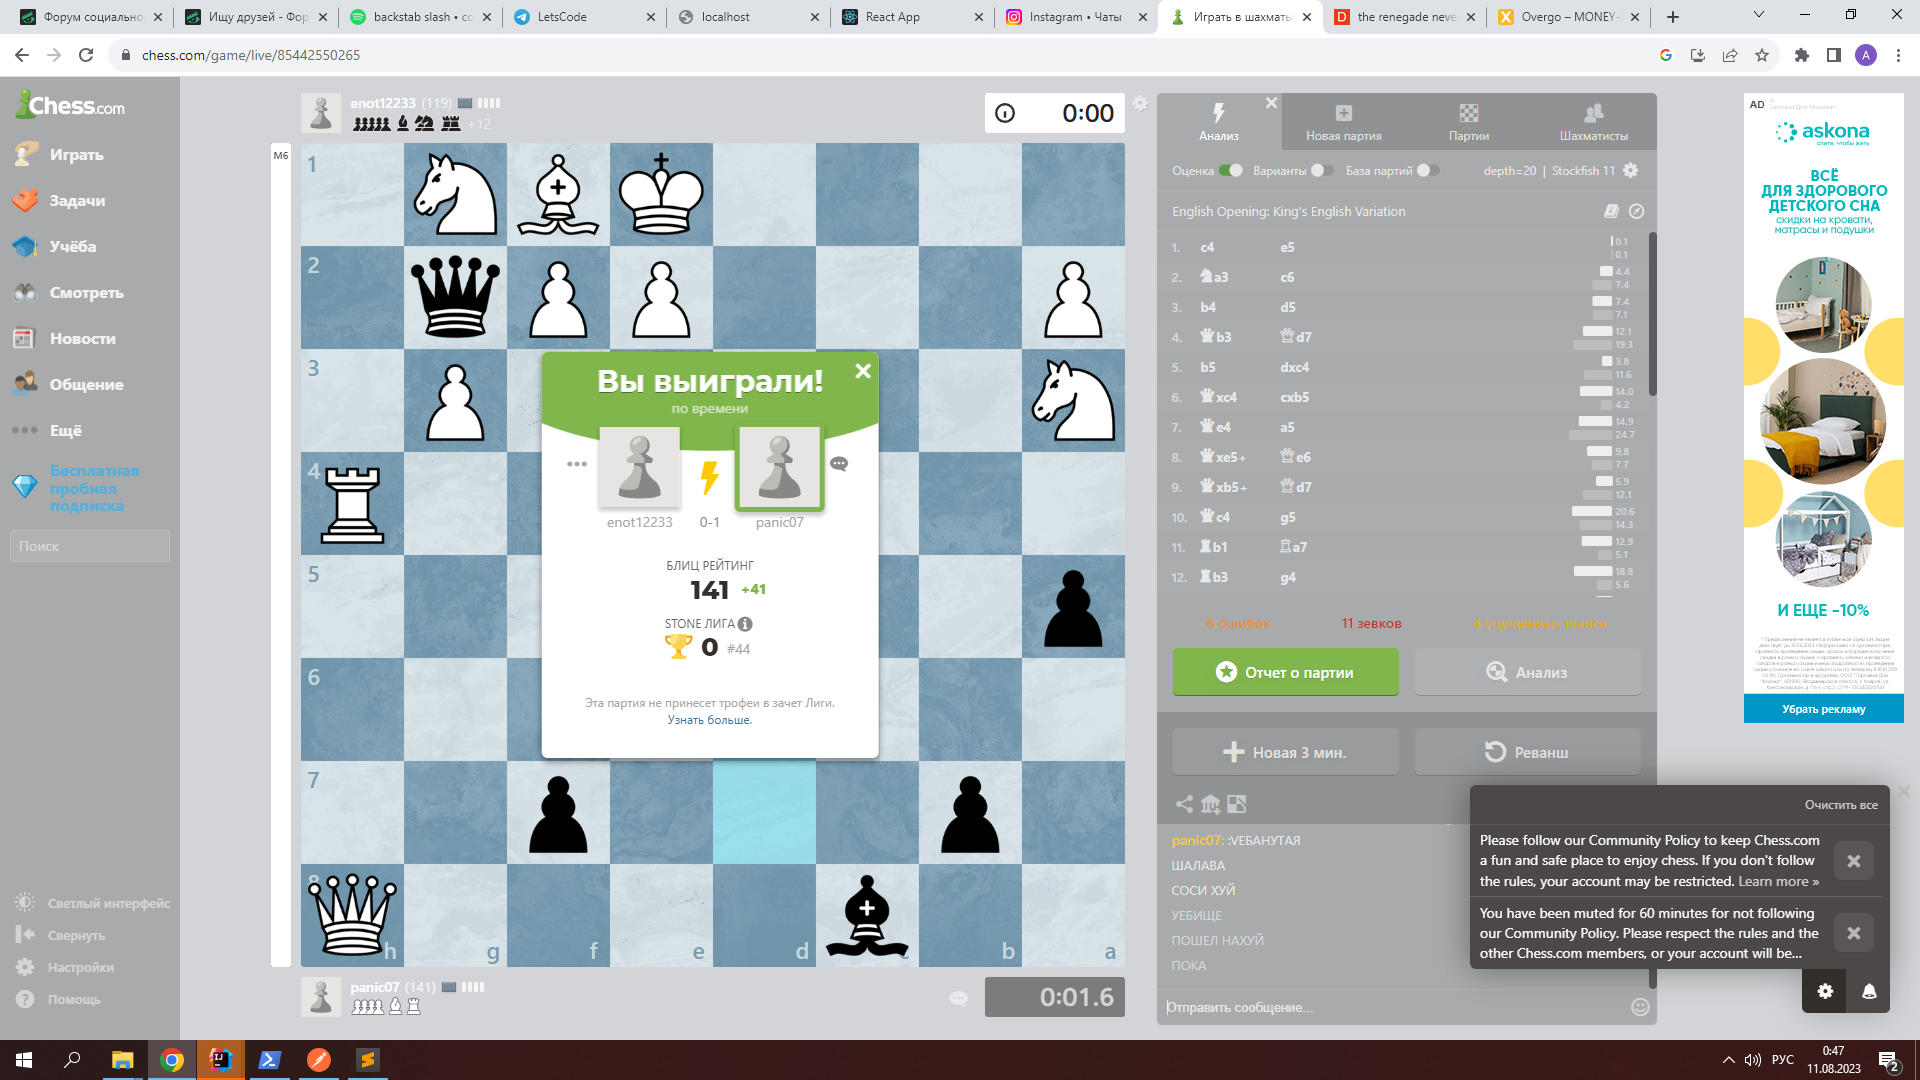 Форум социально
Ищу друзей - Фор
backstab slash • со
LetsCode
localhost
React App
Instagram • Чаты
Играть в шахматы
the renegade neve
Overgo – MONEY-
chess.com/game/live/85442550265
A
Chess.com
Играть
Задачи
Учёба
Смотреть
Новости
Общение
Ещё
Бесплатная
пробная
подписка
Поиск
Светлый интерфейс
Свернуть
Настройки
Помощь
enot12233 (119)
+12
0:00
M6
1
2
3
4
5
6
7
8
h g f e d c b a
Вы выиграли!
по времени
enot12233 0-1 panic07
БЛИЦ РЕЙТИНГ
141 +41
STONE ЛИГА
0 #44
Эта партия не принесет трофеи в зачет Лиги.
Узнать больше.
panic07 (141)
0:01.6
Анализ
Новая партия
Партии
Шахматисты
Оценка Варианты База партий depth=20 | Stockfish 11
English Opening: King's English Variation
1. c4 e5 0.1 0.1
2. a3 c6 4.4 7.4
3. b4 d5 7.4 7.1
4. b3 d7 12.1 19.3
5. b5 dxc4 3.8 11.6
6. xc4 cxb5 14.0 4.2
7. e4 a5 14.9 24.7
8. xe5+ e6 9.8 7.7
9. xb5+ d7 5.9 12.1
10. c4 g5 20.6 14.3
11. b1 a7 12.9 5.1
12. b3 g4 18.8 5.6
6 ошибок 11 зевков 4 упущенных шанса
Отчет о партии
Анализ
Новая 3 мин.
Реванш
panic07: :VЕБАНУТАЯ
ШАЛАВА
СОСИ ХУЙ
УЕБИЩЕ
ПОШЕЛ НАХУЙ
ПОКА
Отправить сообщение...
AD
askona
спите, чтобы жить
ВСЁ
ДЛЯ ЗДОРОВОГО
ДЕТСКОГО СНА
СКИДКИ НА КРОВАТИ,
МАТРАСЫ И ПОДУШКИ
И ЕЩЕ -10%
Убрать рекламу
Очистить все
Please follow our Community Policy to keep Chess.com
a fun and safe place to enjoy chess. If you don't follow
the rules, your account may be restricted. Learn more »
You have been muted for 60 minutes for not following
our Community Policy. Please respect the rules and the
other Chess.com members, or your account will be...
РУС
0:47
11.08.2023
2